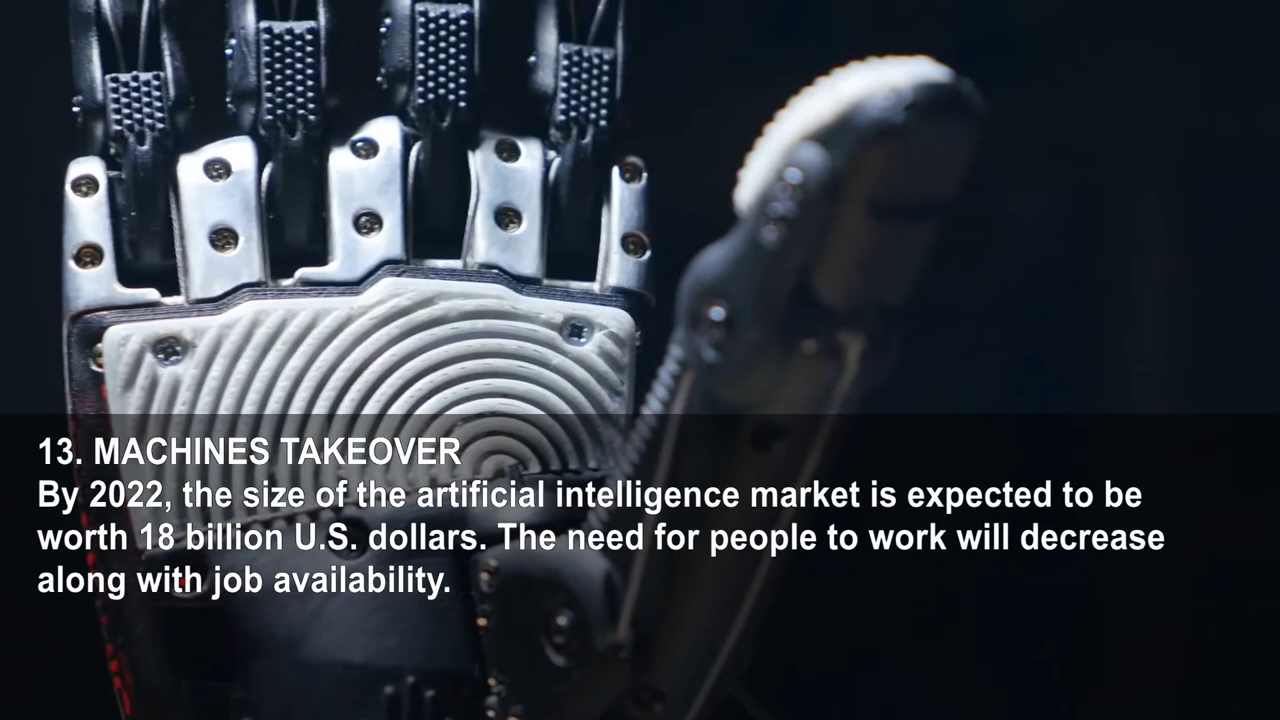 13. MACHINES TAKEOVER
By 2022, the size of the artificial intelligence market is expected to be
worth 18 billion U.S. dollars. The need for people to work will decrease
along with job availability.